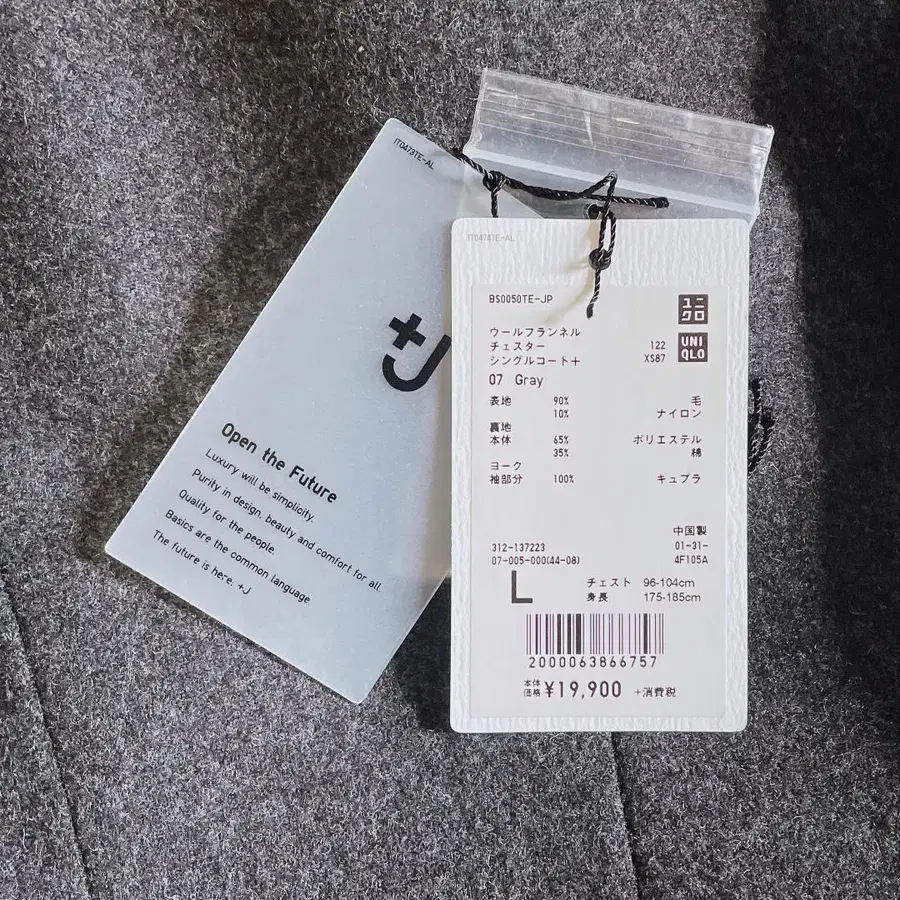 IT0473TE-AL
+J
Open the Future
Luxury will be simplicity.
Purity in design, beauty and comfort for all.
Quality for the people.
Basics are the common language.
The future is here. +J
IT0474TE-AL
BS0050TE-JP
ユニ
クロ
UNI
QLO
ウールフランネル
チェスター 122
シングルコート+ XS87
07 Gray
表地 90% 毛
10% ナイロン
裏地
本体 65% ポリエステル
35% 綿
ヨーク
袖部分 100% キュプラ
中国製
312-137223 01-31-
07-005-000(44-08) 4F105A
L チェスト 96-104cm
身長 175-185cm
2000063866757
本体価格 ¥19,900 +消費税